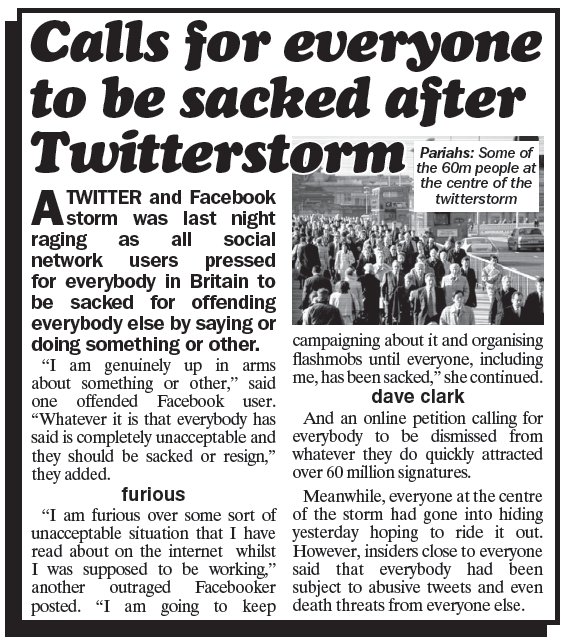 Calls for everyone
to be sacked after
Twitterstorm
Pariahs: Some of
the 60m people at
the centre of the
twitterstorm
A TWITTER and Facebook
storm was last night
raging as all social
network users pressed
for everybody in Britain to
be sacked for offending
everybody else by saying or
doing something or other.
“I am genuinely up in arms
about something or other,” said
one offended Facebook user.
“Whatever it is that everybody has
said is completely unacceptable and
they should be sacked or resign,”
they added.
furious
“I am furious over some sort of
unacceptable situation that I have
read about on the internet whilst
I was supposed to be working,”
another outraged Facebooker
posted. “I am going to keep
campaigning about it and organising
flashmobs until everyone, including
me, has been sacked,” she continued.
dave clark
And an online petition calling for
everybody to be dismissed from
whatever they do quickly attracted
over 60 million signatures.
Meanwhile, everyone at the centre
of the storm had gone into hiding
yesterday hoping to ride it out.
However, insiders close to everyone
said that everybody had been
subject to abusive tweets and even
death threats from everyone else.